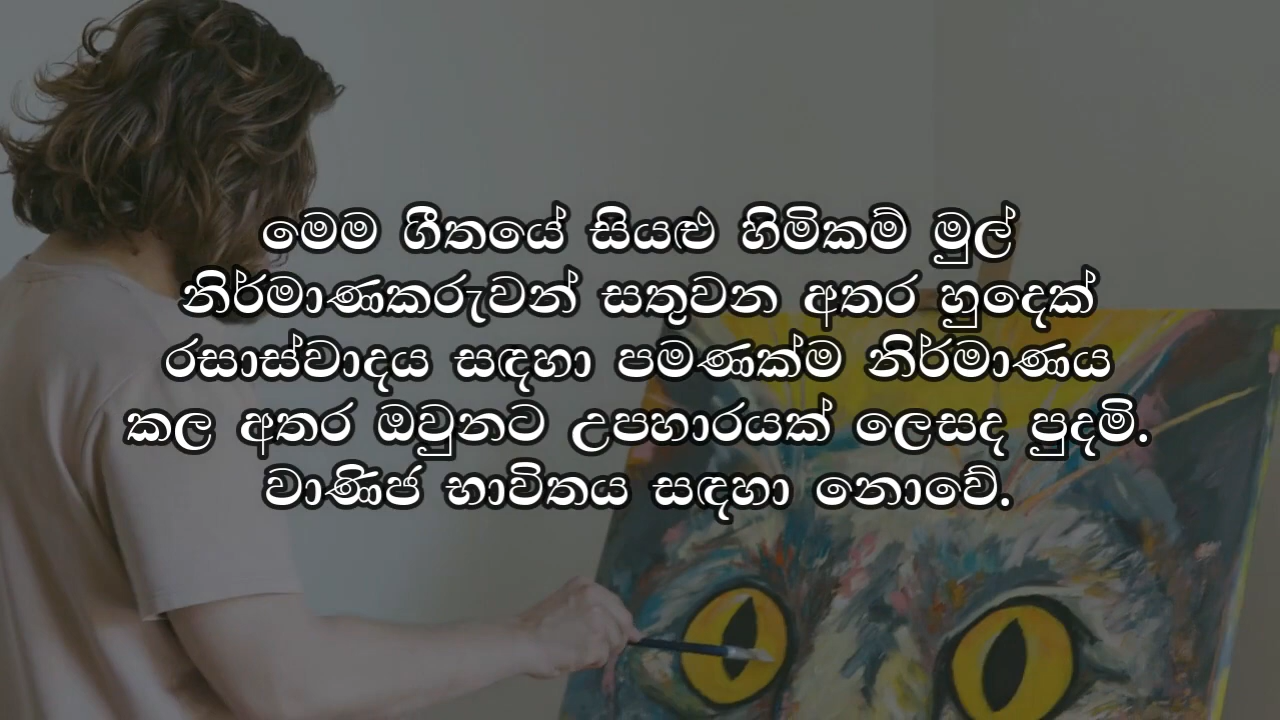 මෙම ගීතයේ සියළු හිමිකම් මුල්
නිර්මාණකරුවන් සතුවන අතර හුදෙක්
රසාස්වාදය සඳහා පමණක්ම නිර්මාණය
කල අතර ඔවුනට උපහාරයක් ලෙසද පුදමි.
වාණිජ භාවිතය සඳහා නොවේ.